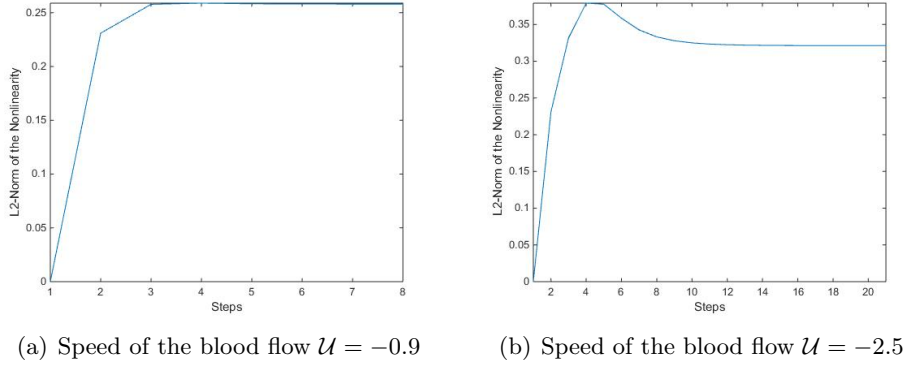 0.25
0.2
0.15
0.1
0.05
0
L2-Norm of the Nonlinearity
1 2 3 4 5 6 7 8
Steps
0.35
0.3
0.25
0.2
0.15
0.1
0.05
0
L2-Norm of the Nonlinearity
2 4 6 8 10 12 14 16 18 20
Steps
(a) Speed of the blood flow 𝒰 = −0.9
(b) Speed of the blood flow 𝒰 = −2.5